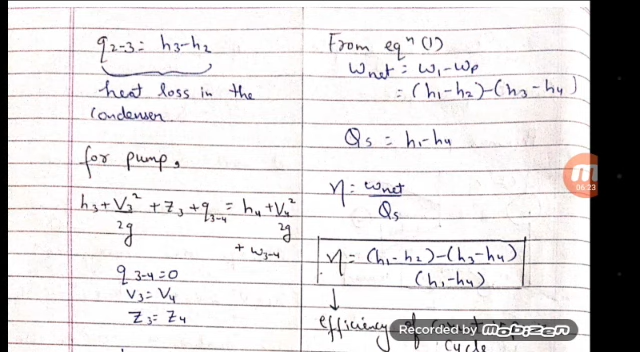 q2-3 = h3-h2
heat loss in the
condenser
for pump,
h3 + V3²/2g + Z3 + q3-4 = h4 + V4²/2g
+ w3-4
q3-4 = 0
V3 = V4
Z3 = Z4
From eqn (1)
Wnet = W1 - Wp
= (h1-h2)-(h3-h4)
Qs = h1-h4
η = Wnet/Qs
η = (h1-h2)-(h3-h4)/(h1-h4)
↓
efficiency of
cycle
06:23
Recorded by mobizen